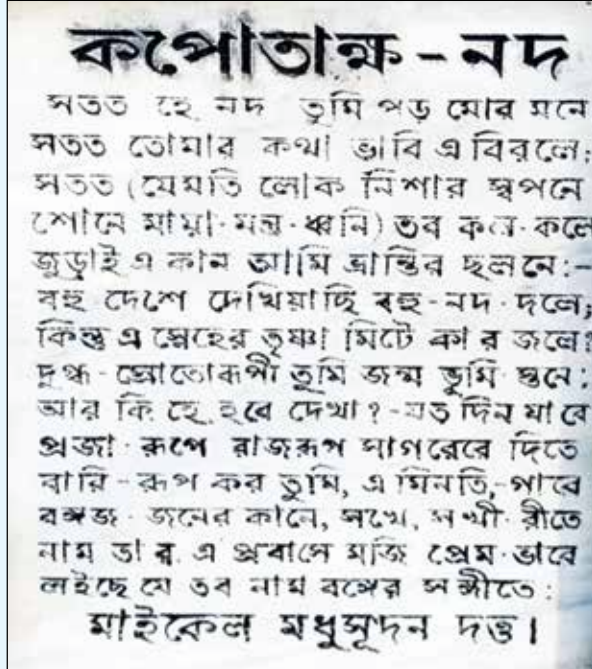 কপোতাক্ষ - নদ
সতত হে নদ তুমি পড় মোর মনে
সতত তোমার কথা ভাবি এ বিরলে;
সতত (যেমতি লোক নিশার স্বপনে
শোনে মায়া-মন্ত্র-ধ্বনি) তব কল-কলে
জুড়াই এ কান আমি ভ্রান্তির ছলনে:-
বহু দেশে দেখিয়াছি বহু-নদ-দলে,
কিন্তু এ স্নেহের তৃষ্ণা মিটে কার জলে?
দুগ্ধ-স্রোতোরূপী তুমি জন্ম ভুমি-স্তনে:
আর কি হে হবে দেখা?-যত দিন যাবে
প্রজা-রূপে রাজরূপ সাগরেরে দিতে
বারি-রূপ কর তুমি, এ মিনতি,-গাবে
বঙ্গজ-জনের কানে, সখে, সখা-রীতে
নাম তার এ প্রবাসে মজি প্রেম-ভাবে
লইছে যে তব নাম বঙ্গের সঙ্গীতে:
মাইকেল মধুসূদন দত্ত।